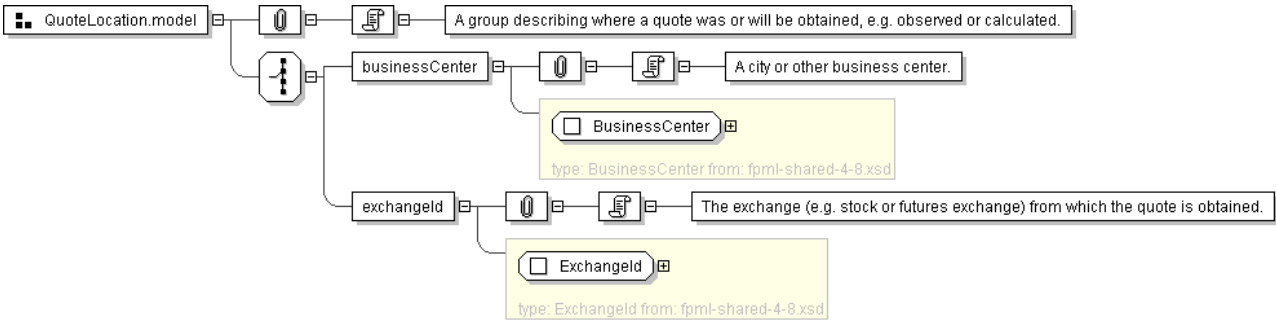 QuoteLocation.model
A group describing where a quote was or will be obtained, e.g. observed or calculated.
businessCenter
A city or other business center.
BusinessCenter
type: BusinessCenter from: fpml-shared-4-8.xsd
exchangeId
The exchange (e.g. stock or futures exchange) from which the quote is obtained.
ExchangeId
type: ExchangeId from: fpml-shared-4-8.xsd